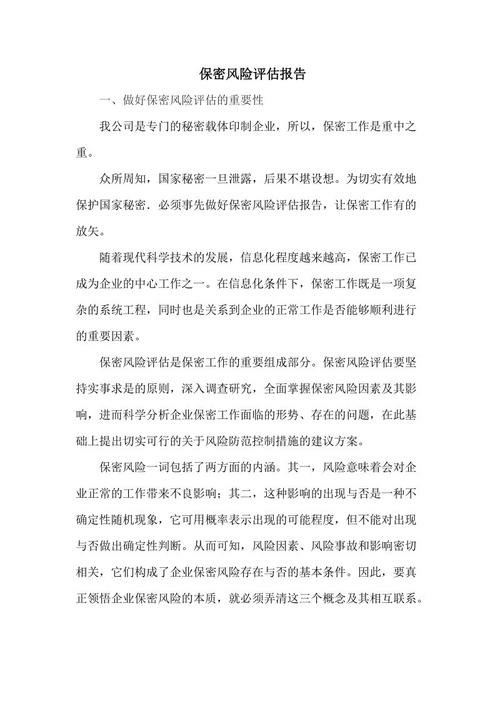 保密风险评估报告
一、做好保密风险评估的重要性
我公司是专门的秘密载体印制企业，所以，保密工作是重中之
重。
众所周知，国家秘密一旦泄露，后果不堪设想。为切实有效地
保护国家秘密．必须事先做好保密风险评估报告，让保密工作有的
放矢。
随着现代科学技术的发展，信息化程度越来越高，保密工作已
成为企业的中心工作之一。在信息化条件下，保密工作既是一项复
杂的系统工程，同时也是关系到企业的正常工作是否能够顺利进行
的重要因素。
保密风险评估是保密工作的重要组成部分。保密风险评估要坚
持实事求是的原则，深入调查研究，全面掌握保密风险因素及其影
响，进而科学分析企业保密工作面临的形势、存在的问题，在此基
础上提出切实可行的关于风险防范控制措施的建议方案。
保密风险一词包括了两方面的内涵。其一，风险意味着会对企
业正常的工作带来不良影响；其二，这种影响的出现与否是一种不
确定性随机现象，它可用概率表示出现的可能程度，但不能对出现
与否做出确定性判断。从而可知，风险因素、风险事故和影响密切
相关，它们构成了企业保密风险存在与否的基本条件。因此，要真
正领悟企业保密风险的本质，就必须弄清这三个概念及其相互联系。